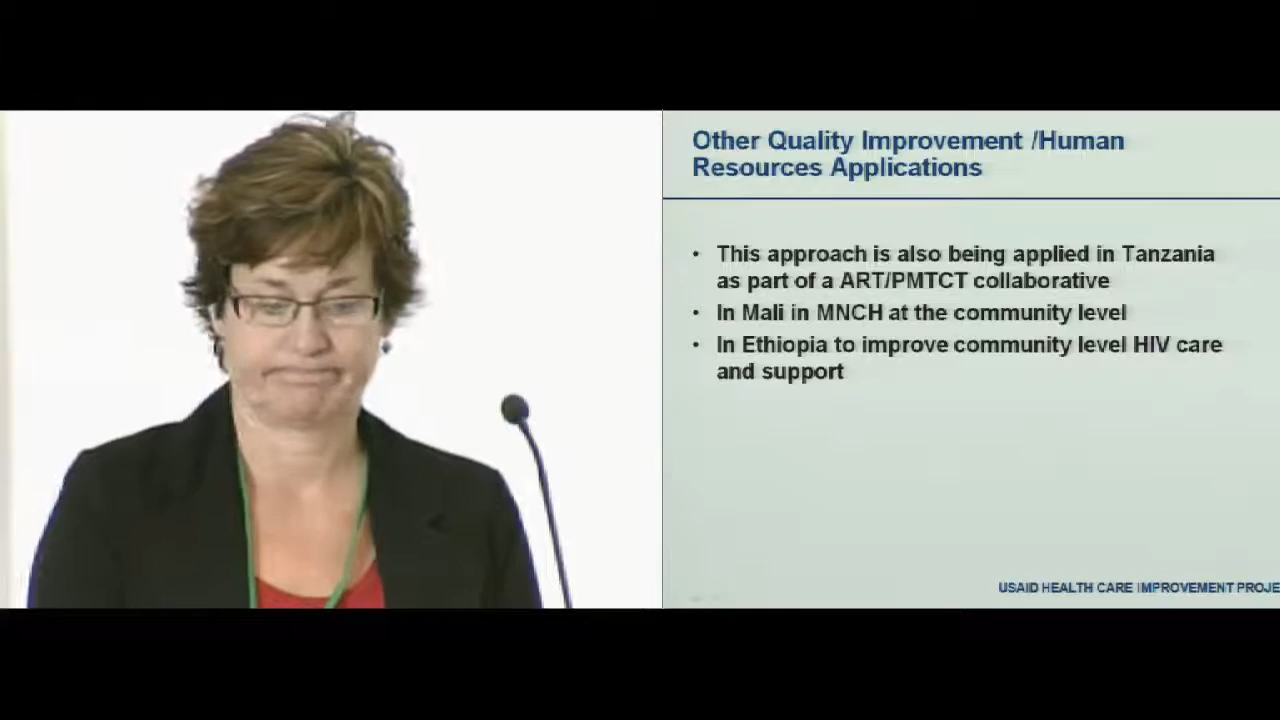 Other Quality Improvement /Human
Resources Applications
• This approach is also being applied in Tanzania
as part of a ART/PMTCT collaborative
• In Mali in MNCH at the community level
• In Ethiopia to improve community level HIV care
and support
USAID HEALTH CARE IMPROVEMENT PROJE